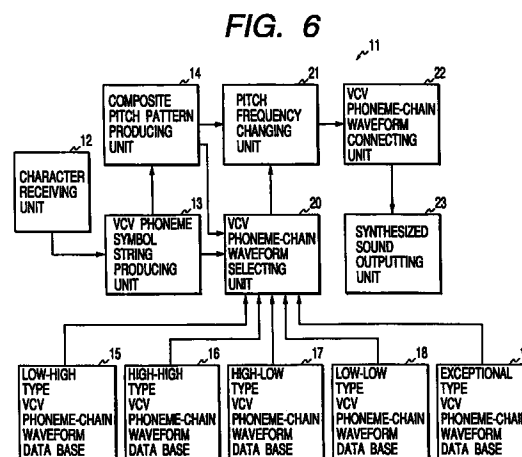 FIG. 6
11
14
COMPOSITE
PITCH PATTERN
PRODUCING
UNIT
21
PITCH
FREQUENCY
CHANGING
UNIT
22
VCV
PHONEME-CHAIN
WAVEFORM
CONNECTING
UNIT
12
CHARACTER
RECEIVING
UNIT
13
VCV PHONEME
SYMBOL
STRING
PRODUCING
UNIT
20
VCV
PHONEME-CHAIN
WAVEFORM
SELECTING
UNIT
23
SYNTHESIZED
SOUND
OUTPUTTING
UNIT
15
LOW-HIGH
TYPE
VCV
PHONEME-CHAIN
WAVEFORM
DATA BASE
16
HIGH-HIGH
TYPE
VCV
PHONEME-CHAIN
WAVEFORM
DATA BASE
17
HIGH-LOW
TYPE
VCV
PHONEME-CHAIN
WAVEFORM
DATA BASE
18
LOW-LOW
TYPE
VCV
PHONEME-CHAIN
WAVEFORM
DATA BASE
EXCEPTIONAL
TYPE
VCV
PHONEME-CHAIN
WAVEFORM
DATA BASE